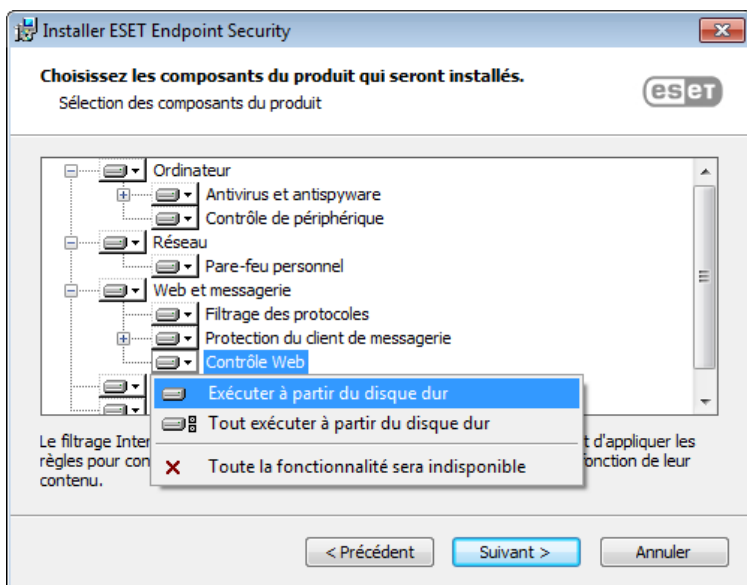 Installer ESET Endpoint Security
Choisissez les composants du produit qui seront installés.
Sélection des composants du produit
eseT
Ordinateur
Antivirus et antispyware
Contrôle de périphérique
Réseau
Pare-feu personnel
Web et messagerie
Filtrage des protocoles
Protection du client de messagerie
Contrôle Web
Exécuter à partir du disque dur
Tout exécuter à partir du disque dur
Toute la fonctionnalité sera indisponible
Le filtrage Inter t d'appliquer les
règles pour con fonction de leur
contenu.
< Précédent
Suivant >
Annuler